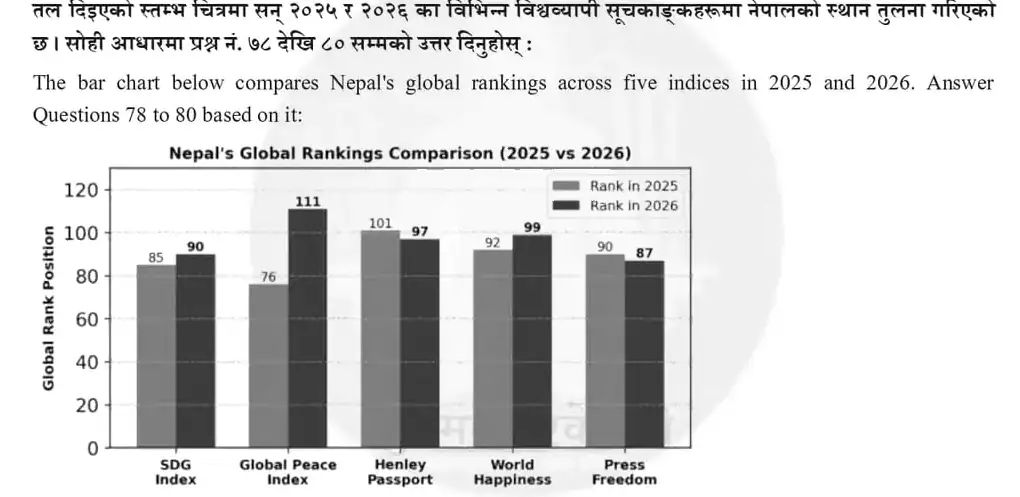 तल दिइएको स्तम्भ चित्रमा सन् २०२५ र २०२६ का विभिन्न विश्वव्यापी सूचकाङ्कहरूमा नेपालको स्थान तुलना गरिएको
छ। सोही आधारमा प्रश्न नं. ७८ देखि ८० सम्मको उत्तर दिनुहोस् :
The bar chart below compares Nepal's global rankings across five indices in 2025 and 2026. Answer
Questions 78 to 80 based on it:
Nepal's Global Rankings Comparison (2025 vs 2026)
Rank in 2025
Rank in 2026
Global Rank Position
120
100
80
60
40
20
0
85
90
76
111
101
97
92
99
90
87
SDG
Index
Global Peace
Index
Henley
Passport
World
Happiness
Press
Freedom